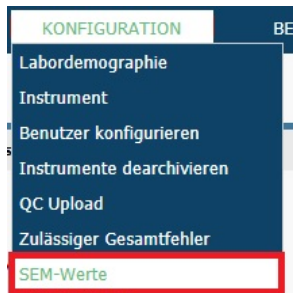 KONFIGURATION BE
Labordemographie
Instrument
Benutzer konfigurieren
s
Instrumente dearchivieren
QC Upload
Zulässiger Gesamtfehler
SEM-Werte